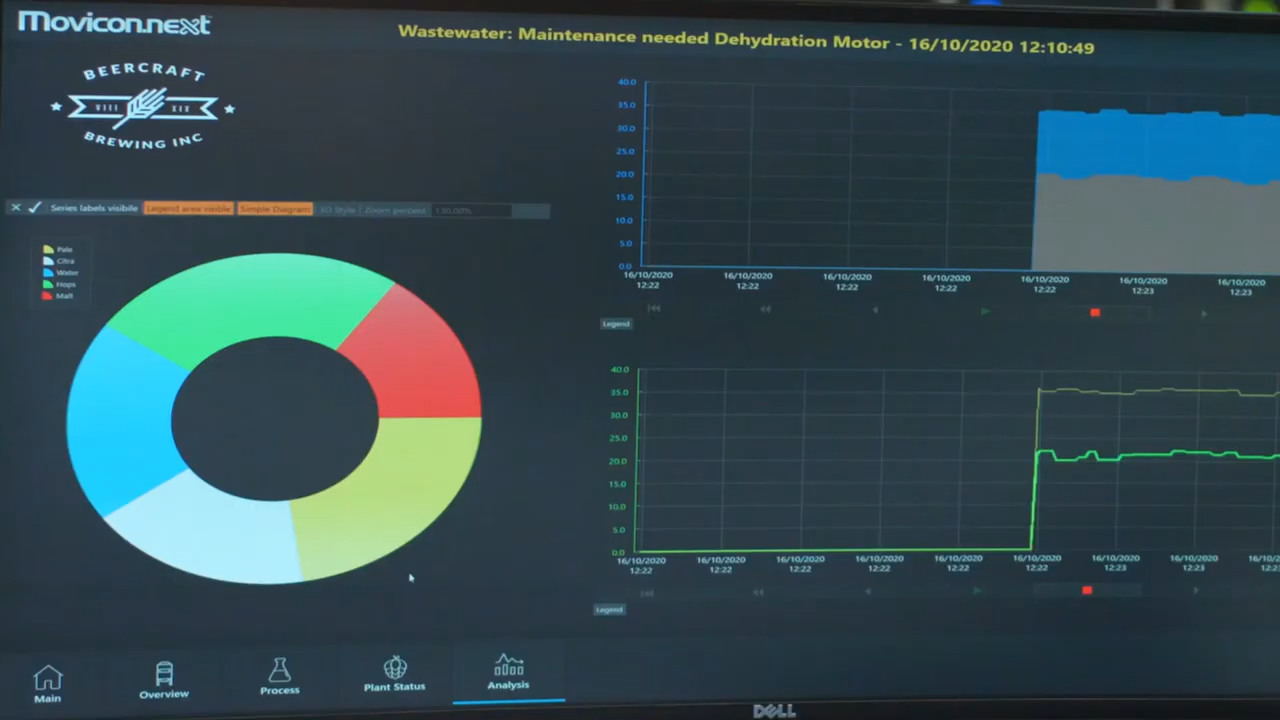 Movicon.next
Wastewater: Maintenance needed Dehydration Motor - 16/10/2020 12:10:49
BEERCRAFT
VIII XIX
BREWING INC
Series labels visibile
Legend area visible
Simple Diagram
3D Style
Zoom percent
130.00%
Pale
Citra
Water
Hops
Malt
40.0
35.0
30.0
25.0
20.0
15.0
10.0
5.0
0.0
16/10/2020 16/10/2020 16/10/2020 16/10/2020 16/10/2020 16/10/2020 16/10/2020
12:22 12:22 12:22 12:22 12:22 12:23 12:23
Legend
40.0
35.0
30.0
25.0
20.0
15.0
10.0
5.0
0.0
16/10/2020 16/10/2020 16/10/2020 16/10/2020 16/10/2020 16/10/2020 16/10/2020 16/10/2020
12:22 12:22 12:22 12:22 12:22 12:22 12:23 12:23
Legend
Main
Overview
Process
Plant Status
Analysis
DELL